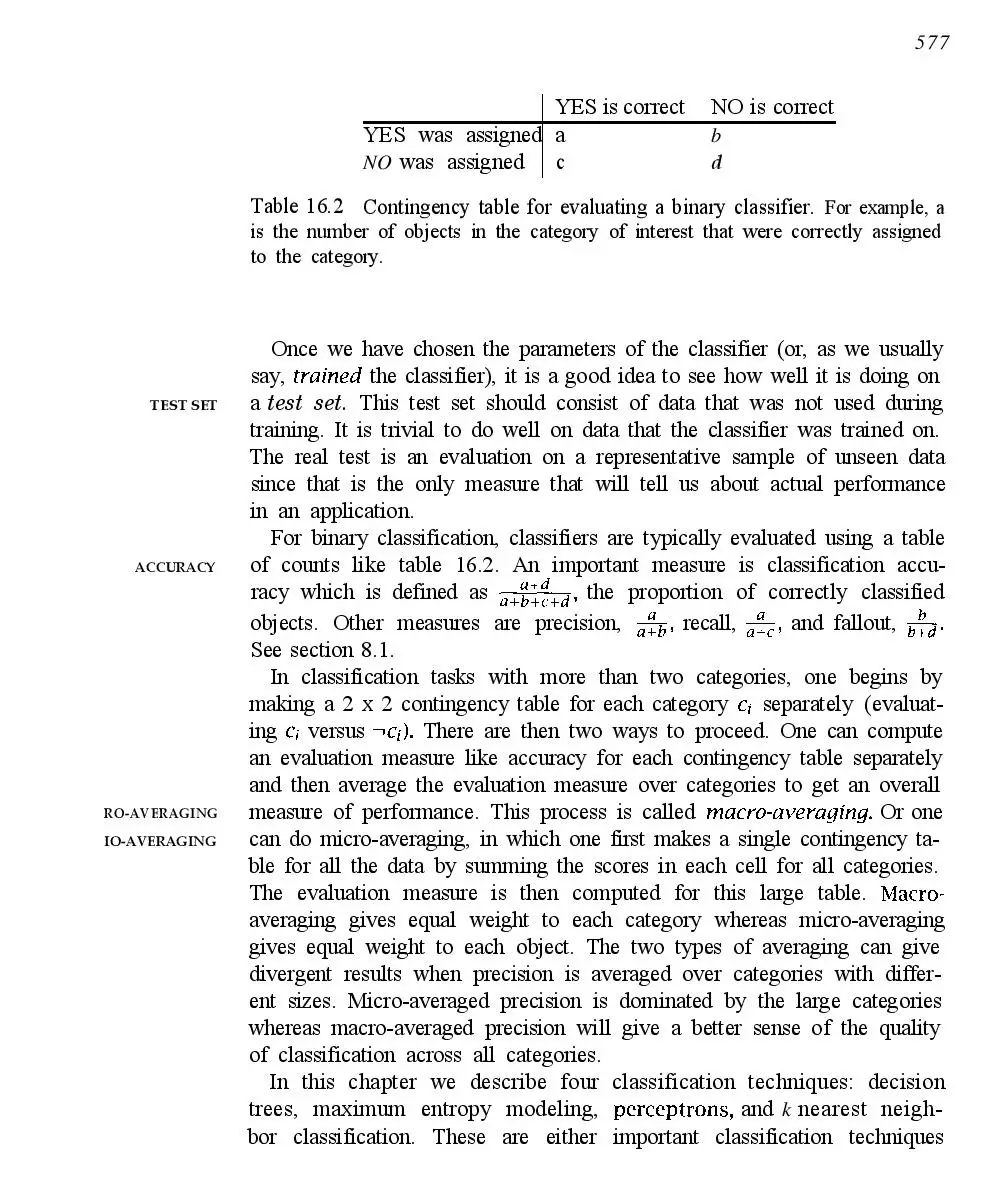 577
YES is correct NO is correct
YES was assigned a b
NO was assigned c d
Table 16.2 Contingency table for evaluating a binary classifier. For example, a
is the number of objects in the category of interest that were correctly assigned
to the category.
Once we have chosen the parameters of the classifier (or, as we usually
say, trained the classifier), it is a good idea to see how well it is doing on
TEST SET a test set. This test set should consist of data that was not used during
training. It is trivial to do well on data that the classifier was trained on.
The real test is an evaluation on a representative sample of unseen data
since that is the only measure that will tell us about actual performance
in an application.
For binary classification, classifiers are typically evaluated using a table
ACCURACY of counts like table 16.2. An important measure is classification accu-
racy which is defined as a+d/a+b+c+d, the proportion of correctly classified
objects. Other measures are precision, a/a+b, recall, a/a+c, and fallout, b/b+d.
See section 8.1.
In classification tasks with more than two categories, one begins by
making a 2 x 2 contingency table for each category ci separately (evaluat-
ing ci versus ¬ci). There are then two ways to proceed. One can compute
an evaluation measure like accuracy for each contingency table separately
and then average the evaluation measure over categories to get an overall
RO-AVERAGING measure of performance. This process is called macro-averaging. Or one
IO-AVERAGING can do micro-averaging, in which one first makes a single contingency ta-
ble for all the data by summing the scores in each cell for all categories.
The evaluation measure is then computed for this large table. Macro-
averaging gives equal weight to each category whereas micro-averaging
gives equal weight to each object. The two types of averaging can give
divergent results when precision is averaged over categories with differ-
ent sizes. Micro-averaged precision is dominated by the large categories
whereas macro-averaged precision will give a better sense of the quality
of classification across all categories.
In this chapter we describe four classification techniques: decision
trees, maximum entropy modeling, perceptrons, and k nearest neigh-
bor classification. These are either important classification techniques